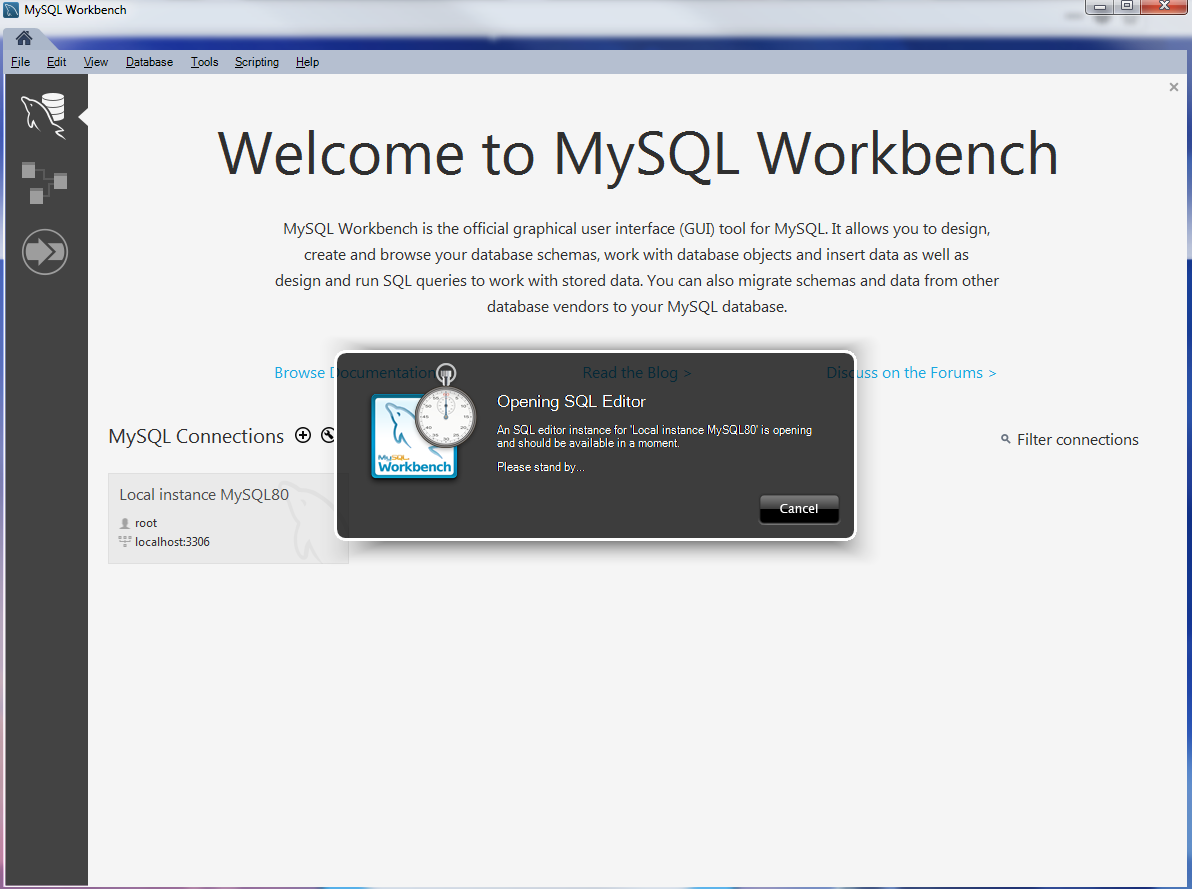 MySQL Workbench
File Edit View Database Tools Scripting Help
Welcome to MySQL Workbench
MySQL Workbench is the official graphical user interface (GUI) tool for MySQL. It allows you to design,
create and browse your database schemas, work with database objects and insert data as well as
design and run SQL queries to work with stored data. You can also migrate schemas and data from other
database vendors to your MySQL database.
Browse Documentation
Read the Blog >
Discuss on the Forums >
Opening SQL Editor
An SQL editor instance for 'Local instance MySQL80' is opening
and should be available in a moment.
Please stand by...
MySQL
Workbench
Cancel
MySQL Connections
Filter connections
Local instance MySQL80
root
localhost:3306